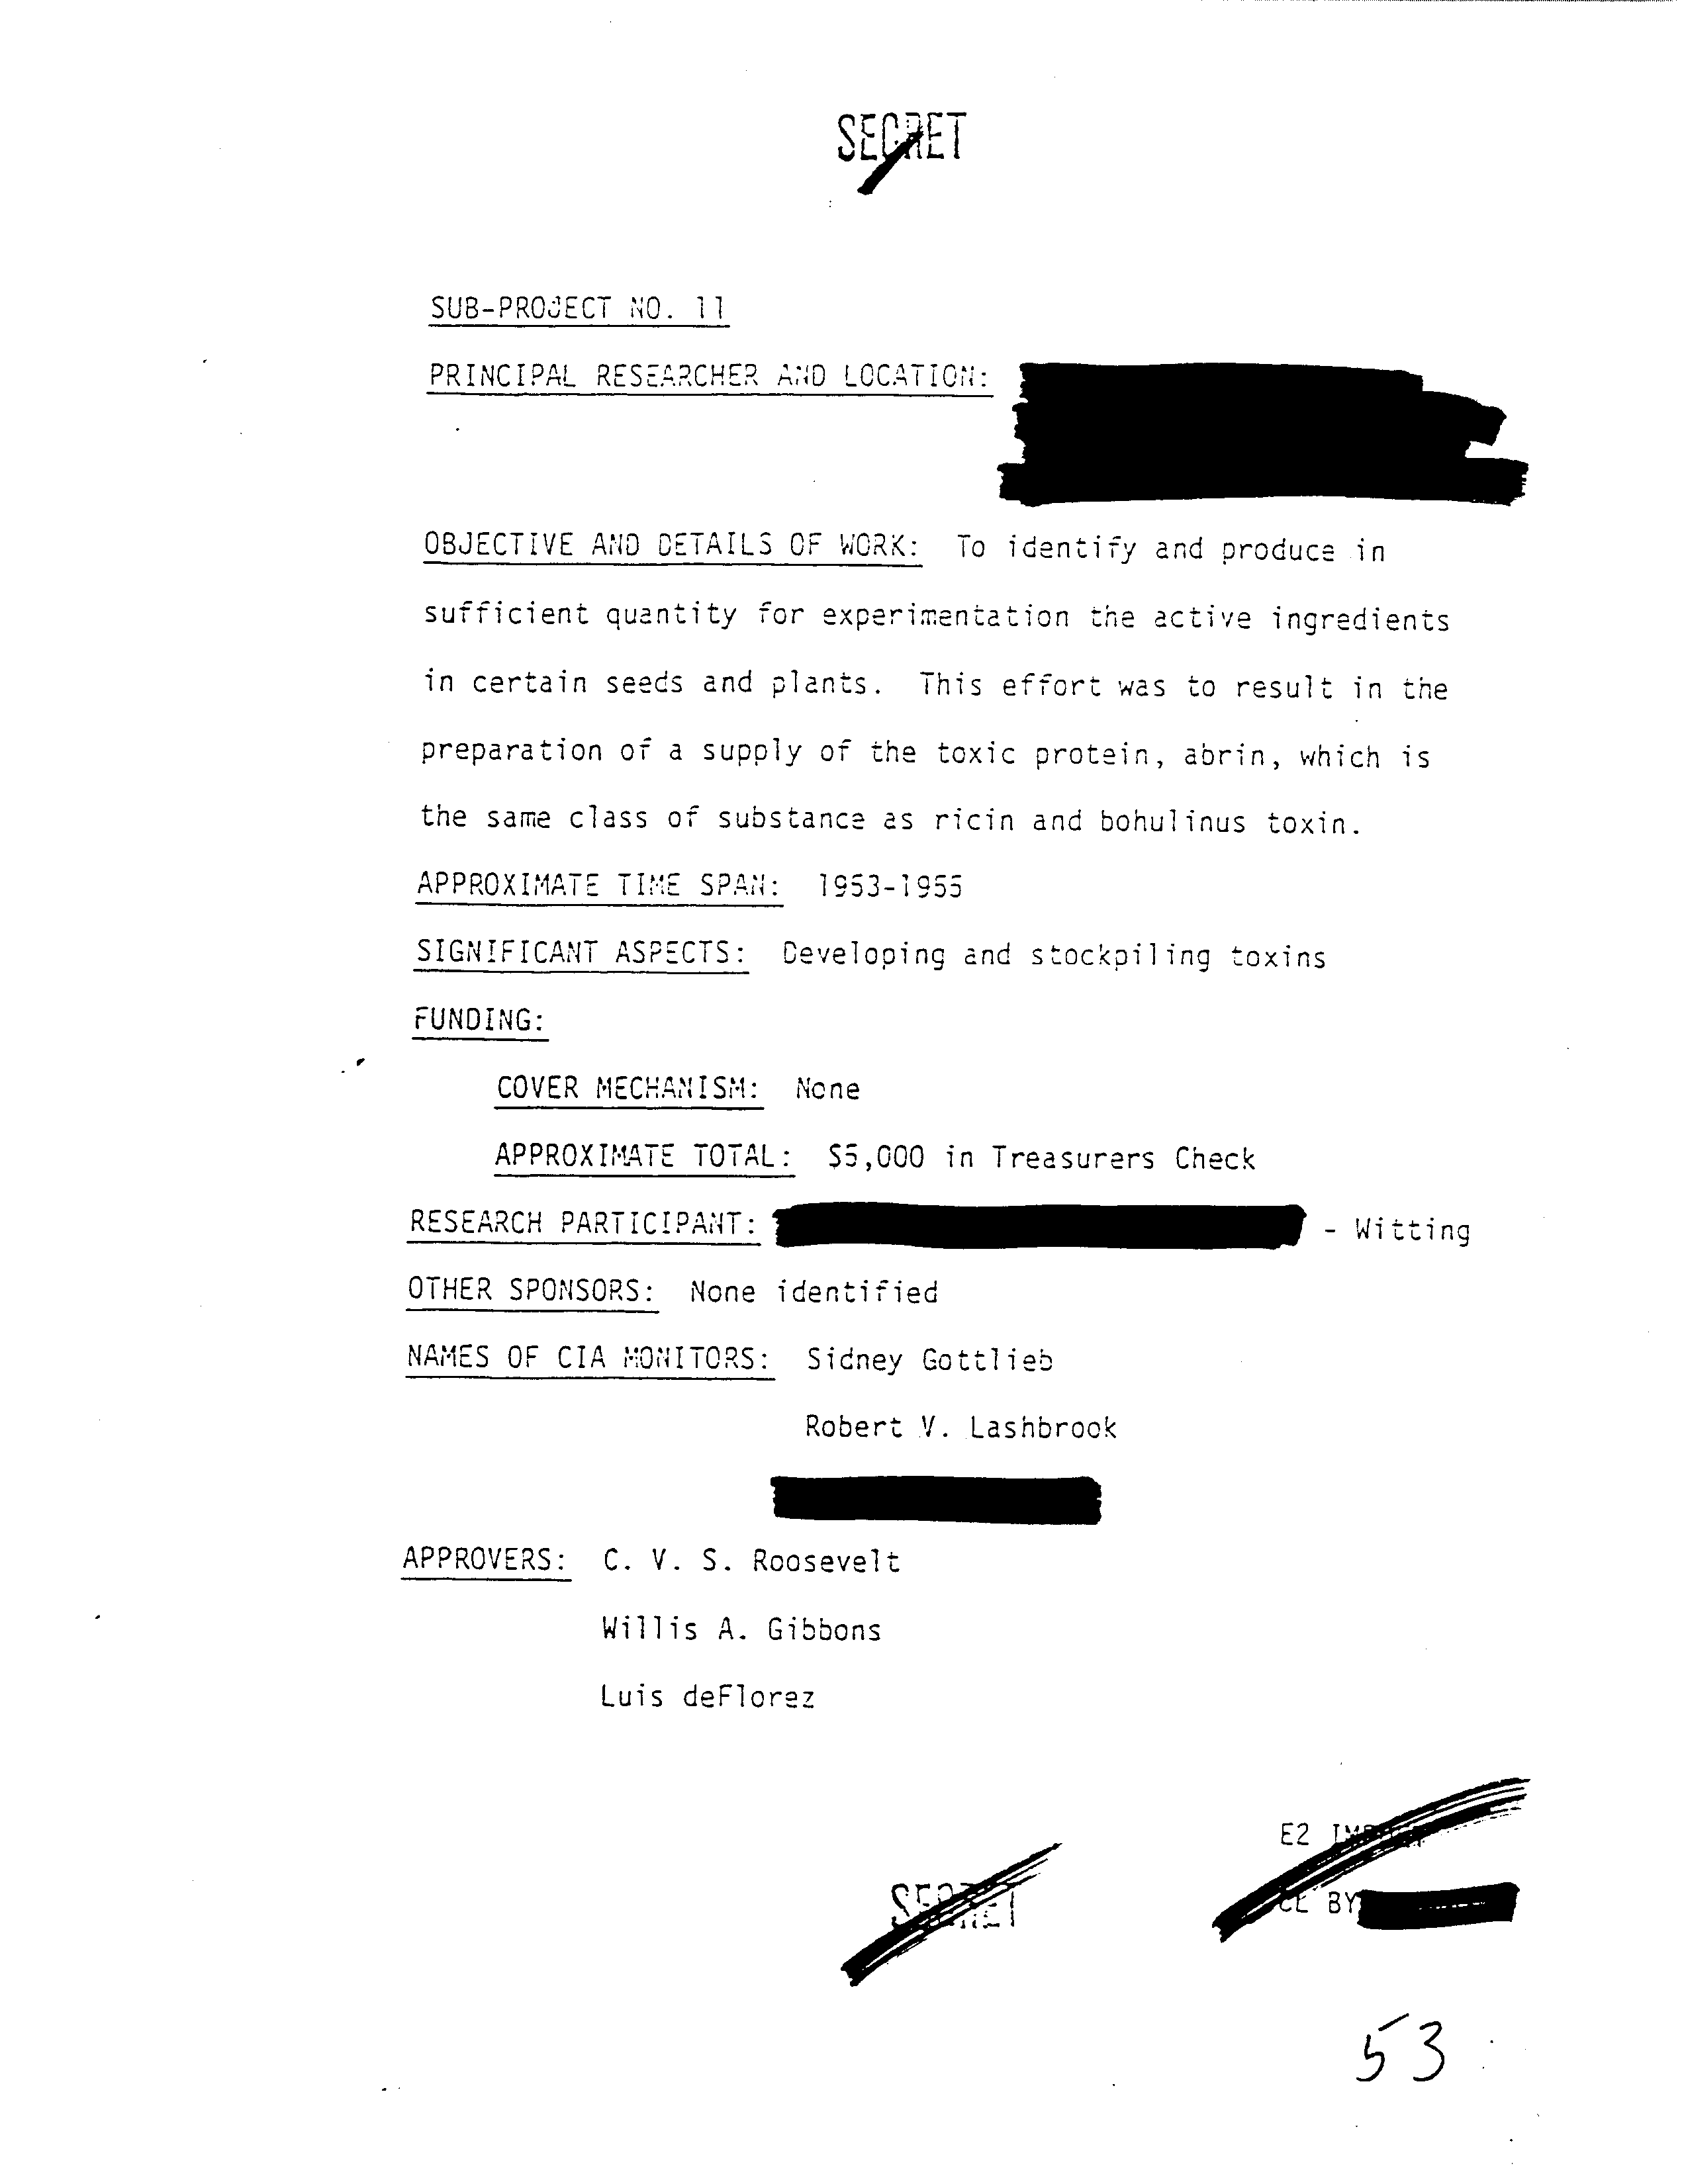 SECRET
SUB-PROJECT NO. 11
PRINCIPAL RESEARCHER AND LOCATION:
OBJECTIVE AND DETAILS OF WORK: To identify and produce in
sufficient quantity for experimentation the active ingredients
in certain seeds and plants. This effort was to result in the
preparation of a supply of the toxic protein, abrin, which is
the same class of substance as ricin and bohulinus toxin.
APPROXIMATE TIME SPAN: 1953-1955
SIGNIFICANT ASPECTS: Developing and stockpiling toxins
FUNDING:
COVER MECHANISM: None
APPROXIMATE TOTAL: $5,000 in Treasurers Check
RESEARCH PARTICIPANT: - Witting
OTHER SPONSORS: None identified
NAMES OF CIA MONITORS: Sidney Gottlieb
Robert V. Lashbrook
APPROVERS: C. V. S. Roosevelt
Willis A. Gibbons
Luis deFlorez
E2
SECRET
CL BY
53